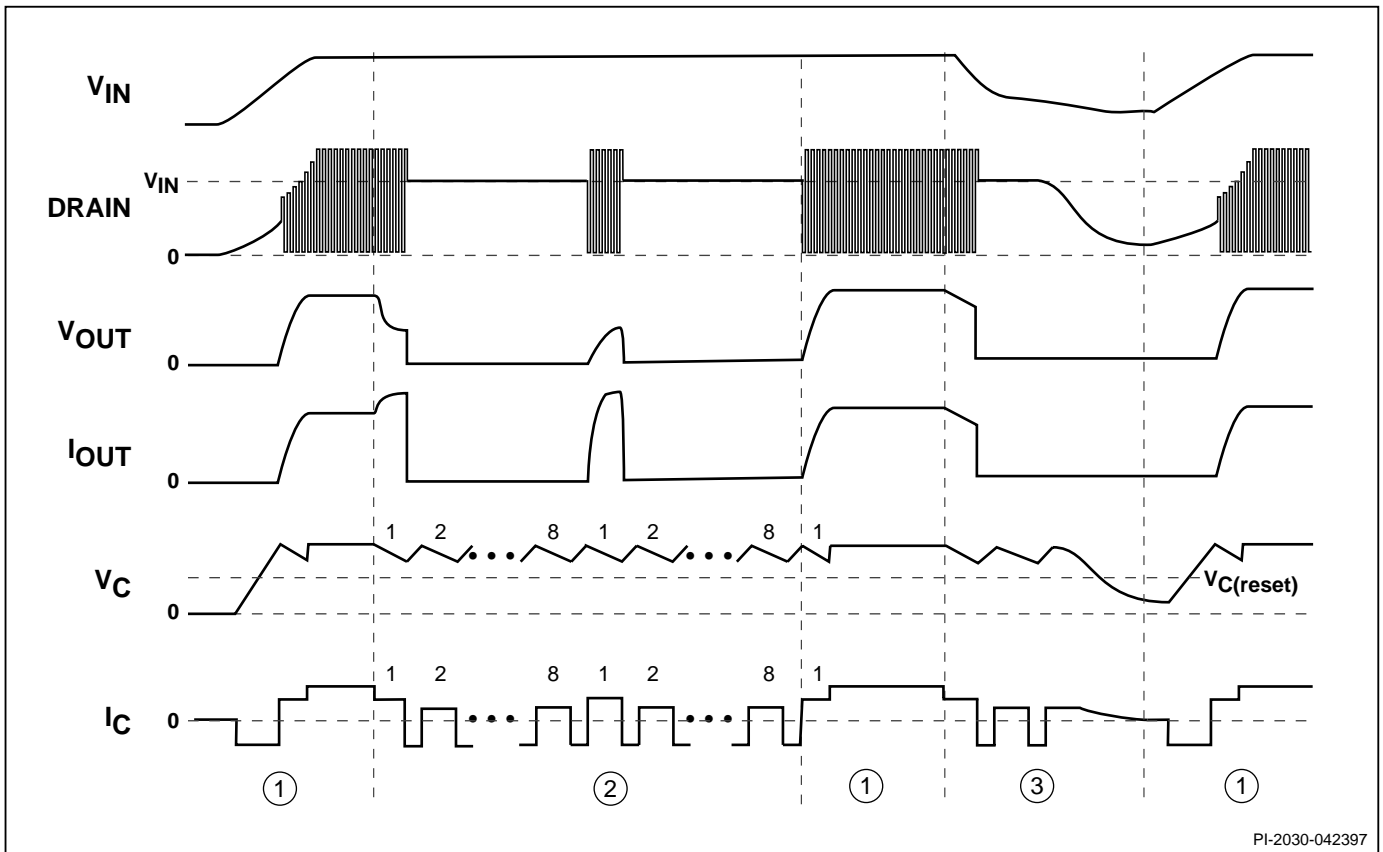 VIN
VIN
DRAIN
0
VOUT
0
IOUT
0
1 2 • • • 8 1 2 • • • 8 1
VC
VC(reset)
0
1 2 • • • 8 1 2 • • • 8 1
IC
0
1 2 1 3 1
PI-2030-042397